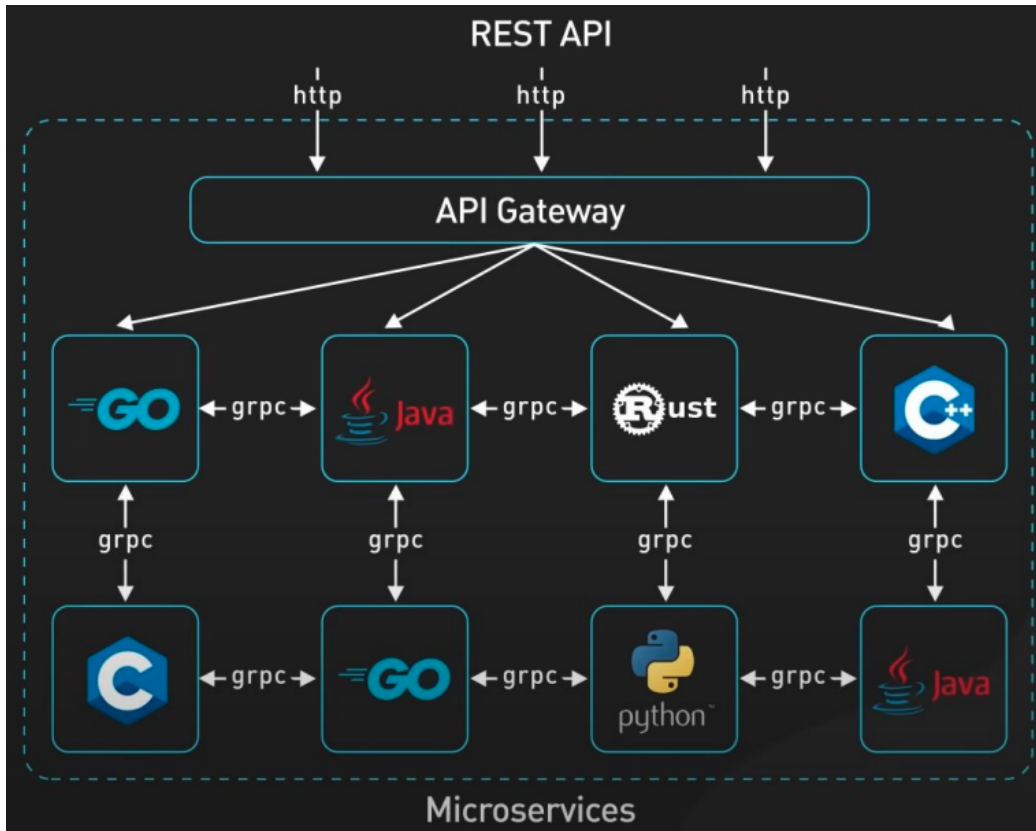 REST API
http http http
API Gateway
GO grpc Java grpc Rust grpc C++
grpc grpc grpc grpc
C grpc GO grpc python™ grpc Java
Microservices